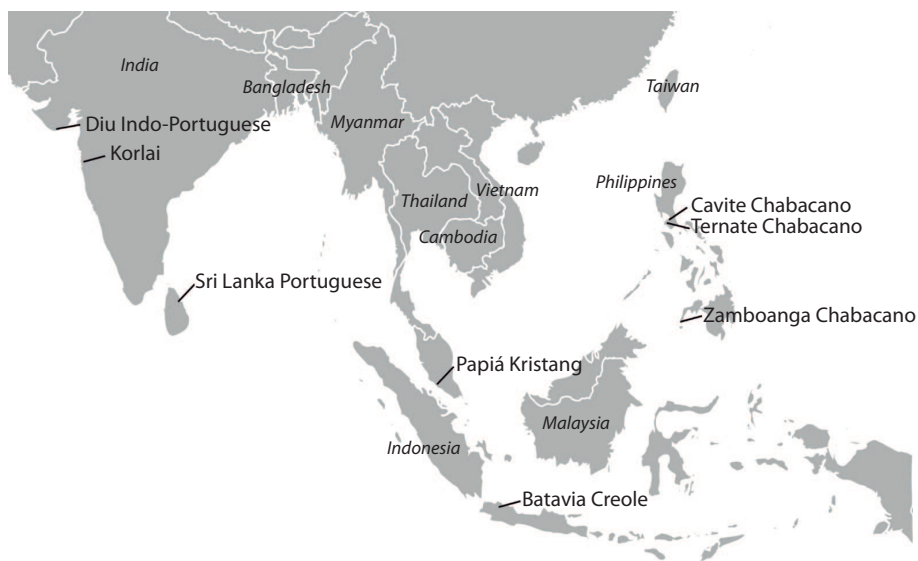 India
Bangladesh
Taiwan
Diu Indo-Portuguese
Myanmar
Korlai
Thailand
Vietnam
Philippines
Cavite Chabacano
Ternate Chabacano
Cambodia
Sri Lanka Portuguese
Zamboanga Chabacano
Papiá Kristang
Malaysia
Indonesia
Batavia Creole